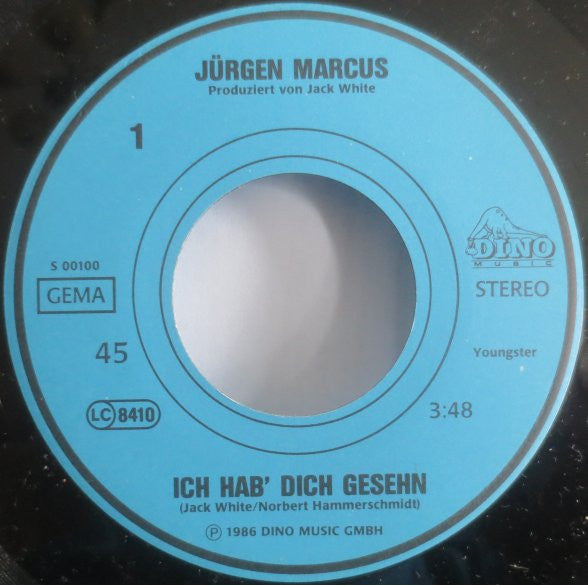 JÜRGEN MARCUS
Produziert von Jack White
1
DINO
MUSIC
S 00100
GEMA
STEREO
45
Youngster
LC 8410
3:48
ICH HAB' DICH GESEHN
(Jack White/Norbert Hammerschmidt)
Ⓟ 1986 DINO MUSIC GMBH